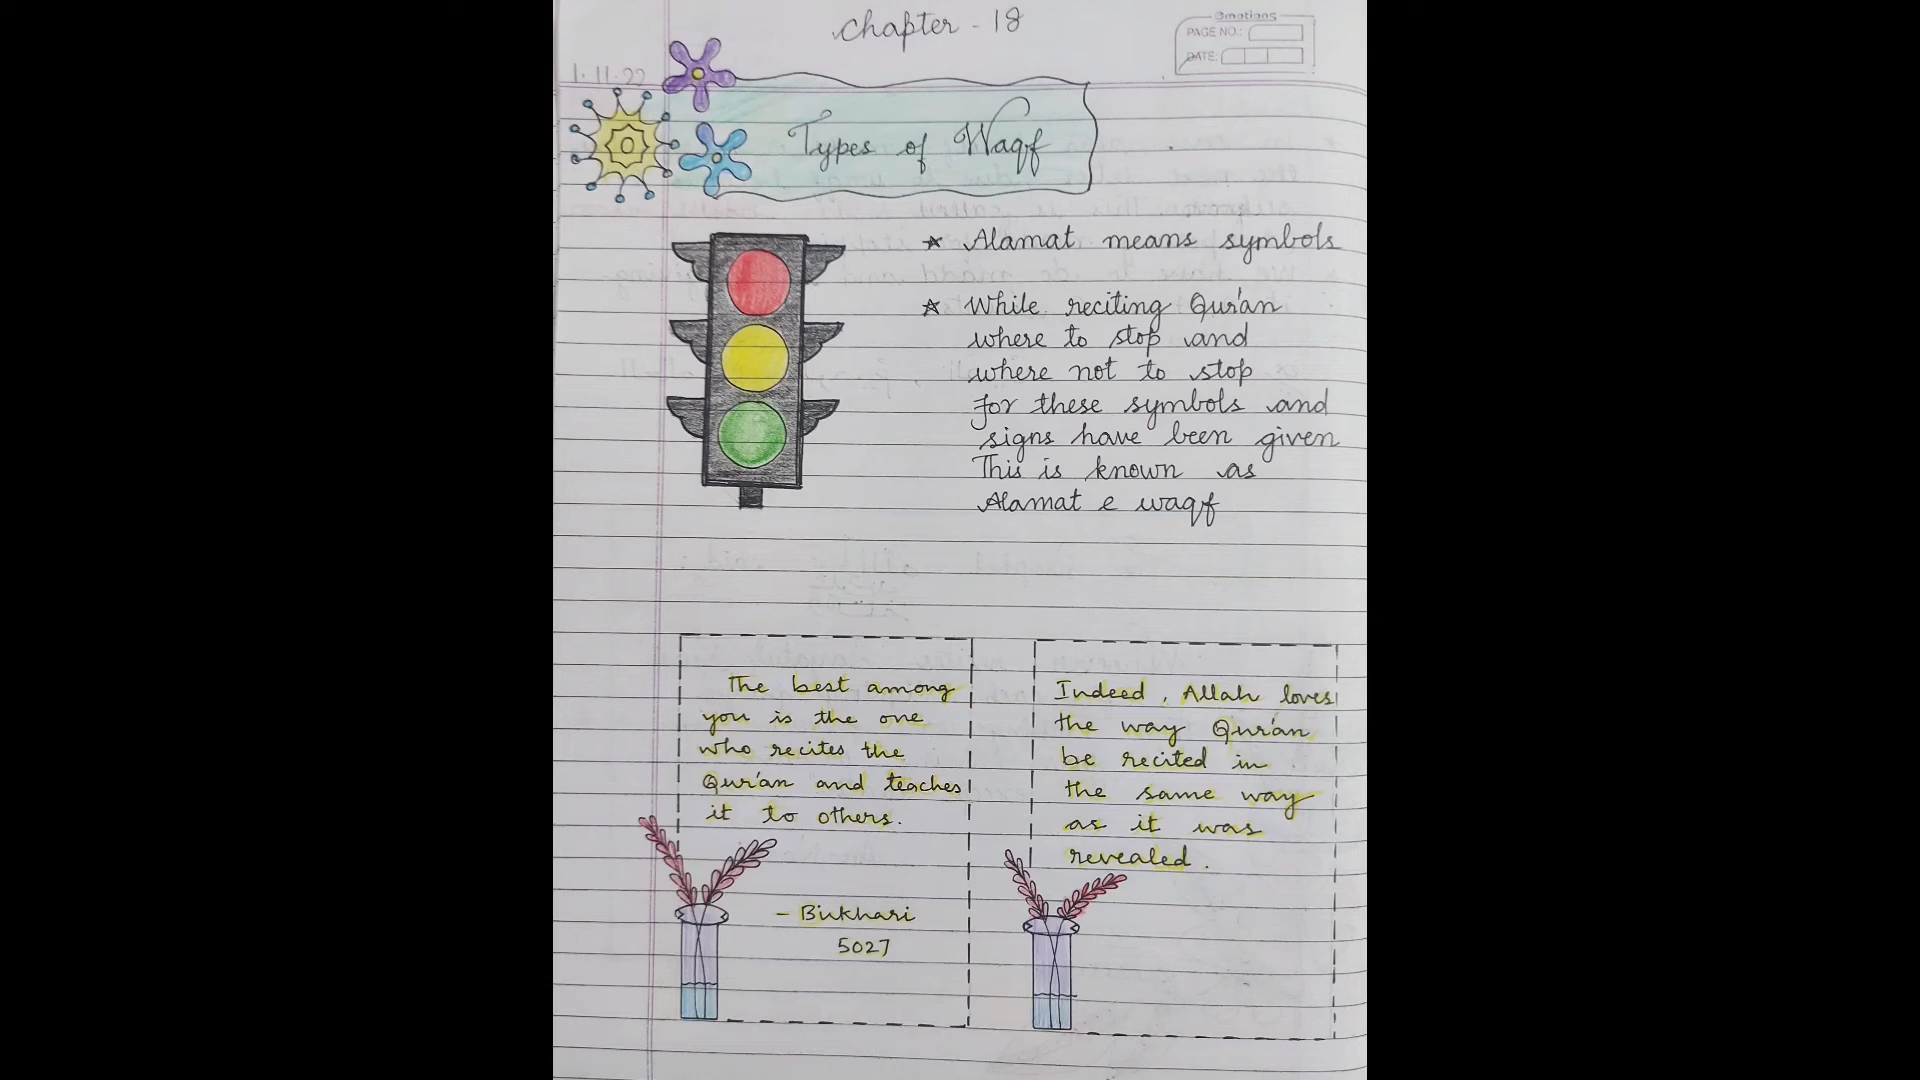 Chapter - 18
Omotions
PAGE NO.:
DATE:
1.11.22
Types of Waqf
☆ Alamat means symbols
☆ While reciting Qur'an
where to stop and
where not to stop
for these symbols and
signs have been given
This is known as
Alamat e waqf
The best among
you is the one
who recites the
Qur'an and teaches
it to others.
- Bukhari
5027
Indeed, Allah loves
the way Qur'an
be recited in
the same way
as it was
revealed.